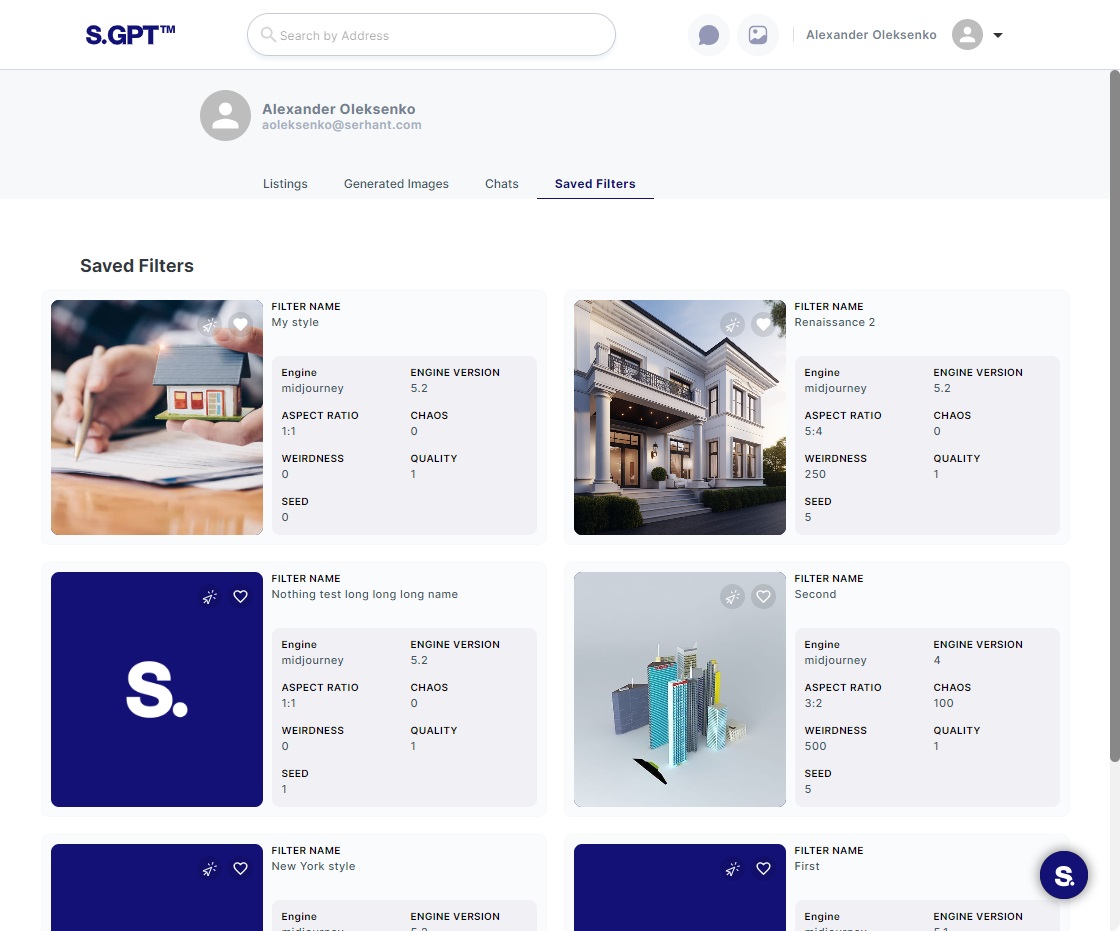 S.GPT™
Search by Address
Alexander Oleksenko
Alexander Oleksenko
aoleksenko@serhant.com
Listings
Generated Images
Chats
Saved Filters
Saved Filters
FILTER NAME
My style
Engine
ENGINE VERSION
midjourney
5.2
ASPECT RATIO
CHAOS
1:1
0
WEIRDNESS
QUALITY
0
1
SEED
0
FILTER NAME
Renaissance 2
Engine
ENGINE VERSION
midjourney
5.2
ASPECT RATIO
CHAOS
5:4
0
WEIRDNESS
QUALITY
250
1
SEED
5
S.
FILTER NAME
Nothing test long long long name
Engine
ENGINE VERSION
midjourney
5.2
ASPECT RATIO
CHAOS
1:1
0
WEIRDNESS
QUALITY
0
1
SEED
1
FILTER NAME
Second
Engine
ENGINE VERSION
midjourney
4
ASPECT RATIO
CHAOS
3:2
100
WEIRDNESS
QUALITY
500
1
SEED
5
FILTER NAME
New York style
Engine
ENGINE VERSION
FILTER NAME
First
Engine
ENGINE VERSION
S.